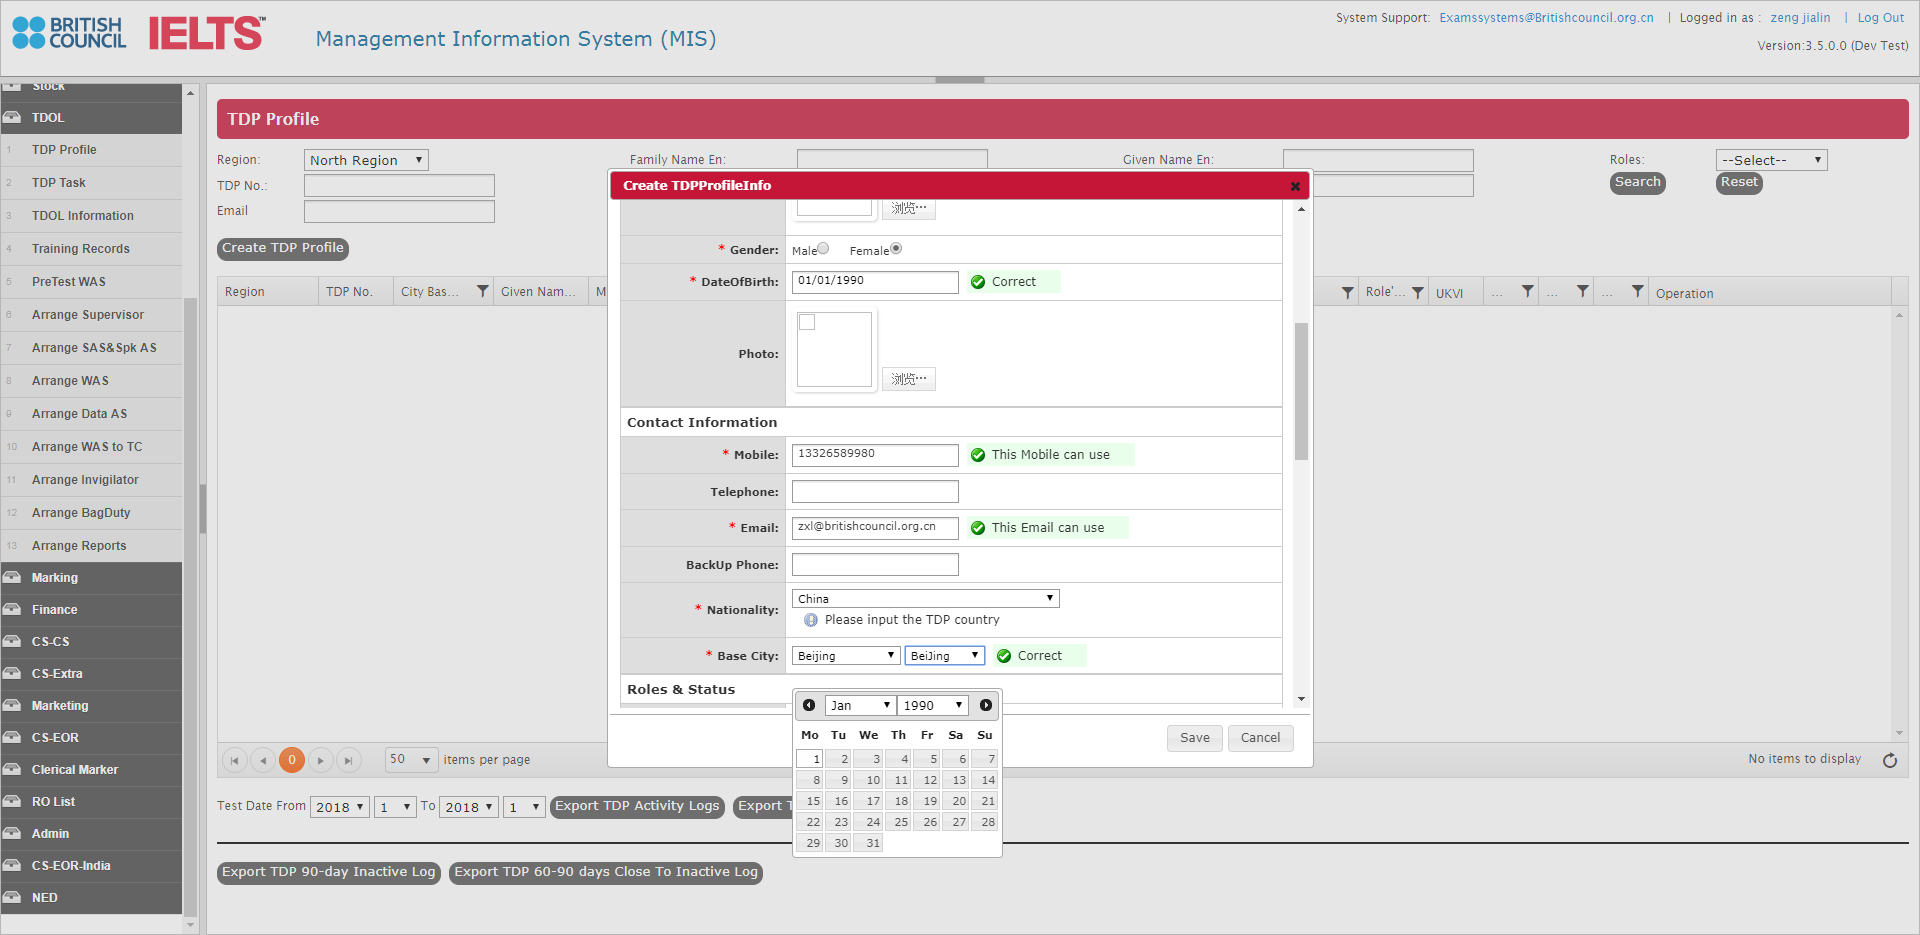 BRITISH
COUNCIL
IELTS™
Management Information System (MIS)
System Support: Examssystems@Britishcouncil.org.cn | Logged in as : zeng jialin | Log Out
Version:3.5.0.0 (Dev Test)
Stock
TDOL
1 TDP Profile
2 TDP Task
3 TDOL Information
4 Training Records
5 PreTest WAS
6 Arrange Supervisor
7 Arrange SAS&Spk AS
8 Arrange WAS
9 Arrange Data AS
10 Arrange WAS to TC
11 Arrange Invigilator
12 Arrange BagDuty
13 Arrange Reports
Marking
Finance
CS-CS
CS-Extra
Marketing
CS-EOR
Clerical Marker
RO List
Admin
CS-EOR-India
NED
TDP Profile
Region: North Region Family Name En: Given Name En: Roles: --Select--
TDP No.: Search Reset
Email
Create TDP Profile
Region TDP No. City Bas... Given Nam... M Role'... UKVI ... ... ... Operation
Create TDPProfileInfo
浏览...
* Gender: Male Female
* DateOfBirth: 01/01/1990 Correct
Photo: 浏览...
Contact Information
* Mobile: 13326589980 This Mobile can use
Telephone:
* Email: zxl@britishcouncil.org.cn This Email can use
BackUp Phone:
* Nationality: China
Please input the TDP country
* Base City: Beijing BeiJing Correct
Roles & Status
Save Cancel
Jan 1990
Mo Tu We Th Fr Sa Su
1 2 3 4 5 6 7
8 9 10 11 12 13 14
15 16 17 18 19 20 21
22 23 24 25 26 27 28
29 30 31
0 50 items per page No items to display
Test Date From 2018 1 To 2018 1 Export TDP Activity Logs Export T
Export TDP 90-day Inactive Log Export TDP 60-90 days Close To Inactive Log